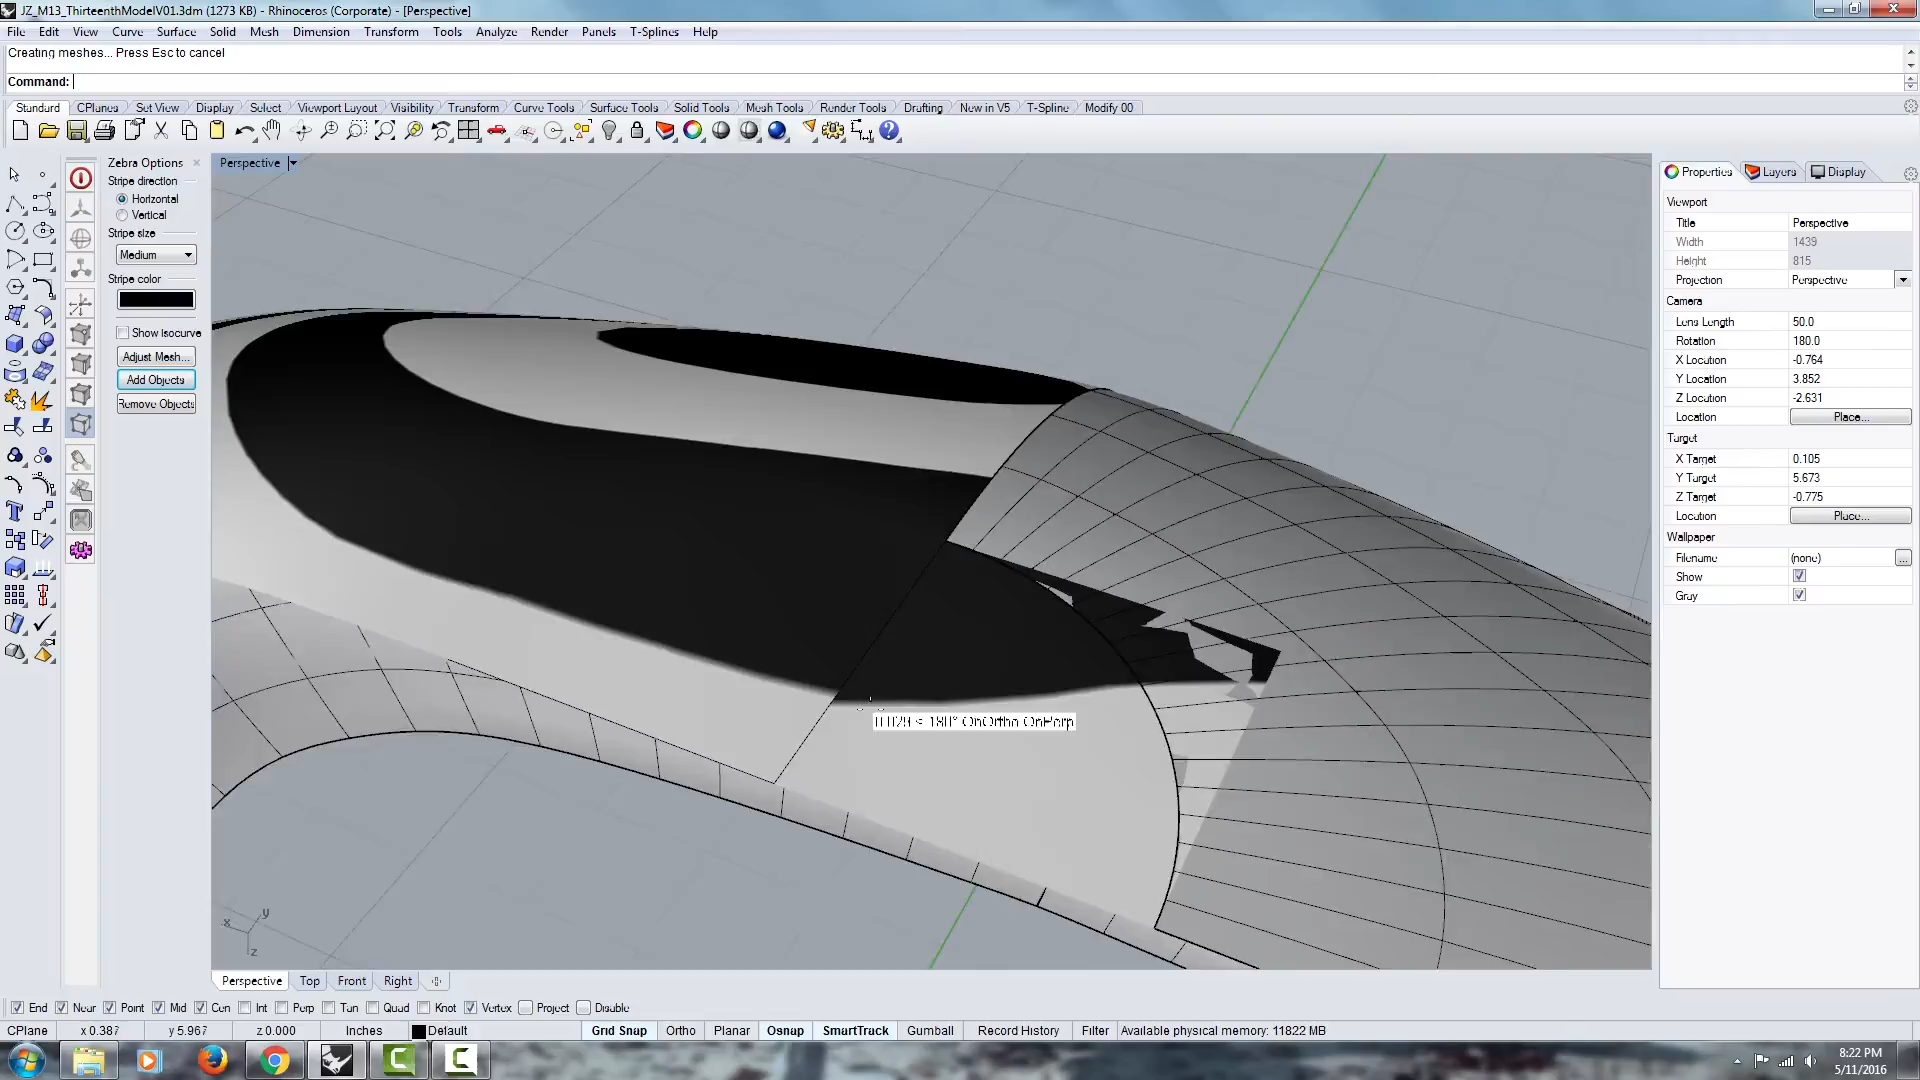 JZ_M13_ThirteenthModelV01.3dm (1273 KB) - Rhinoceros (Corporate) - [Perspective]
File Edit View Curve Surface Solid Mesh Dimension Transform Tools Analyze Render Panels T-Splines Help
Creating meshes... Press Esc to cancel
Command:
Standard CPlanes Set View Display Select Viewport Layout Visibility Transform Curve Tools Surface Tools Solid Tools Mesh Tools Render Tools Drafting New in V5 T-Spline Modify 00
Zebra Options
Stripe direction
Horizontal
Vertical
Stripe size
Medium
Stripe color
Show isocurve
Adjust Mesh...
Add Objects
Remove Objects
Perspective
OnOrtho OnPerp
x y z
Properties Layers Display
Viewport
Title Perspective
Width 1439
Height 815
Projection Perspective
Camera
Lens Length 50.0
Rotation 180.0
X Location -0.764
Y Location 3.852
Z Location -2.631
Location Place...
Target
X Target 0.105
Y Target 5.673
Z Target -0.775
Location Place...
Wallpaper
Filename (none) ...
Show
Gray
Perspective Top Front Right
End Near Point Mid Cen Int Perp Tan Quad Knot Vertex Project Disable
CPlane x 0.387 y 5.967 z 0.000 Inches Default Grid Snap Ortho Planar Osnap SmartTrack Gumball Record History Filter Available physical memory: 11822 MB
8:22 PM
5/11/2016